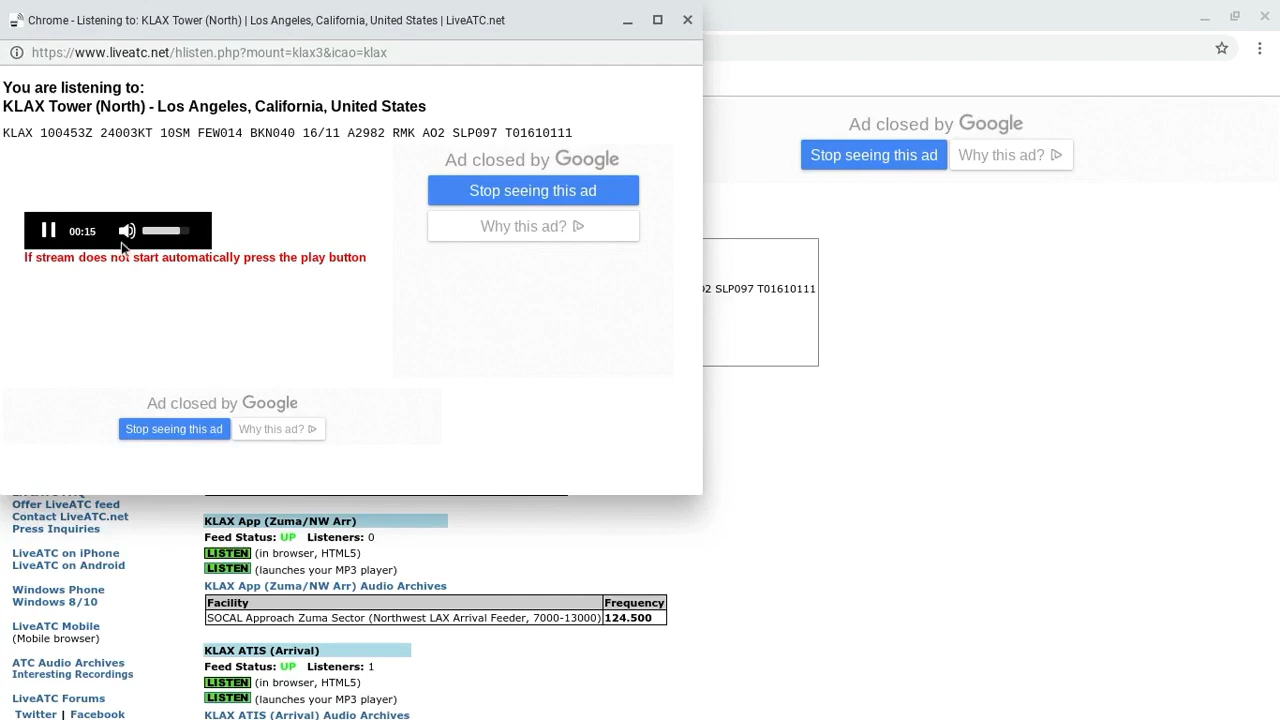 Chrome - Listening to: KLAX Tower (North) | Los Angeles, California, United States | LiveATC.net
https://www.liveatc.net/hlisten.php?mount=klax3&icao=klax
You are listening to:
KLAX Tower (North) - Los Angeles, California, United States
KLAX 100453Z 24003KT 10SM FEW014 BKN040 16/11 A2982 RMK AO2 SLP097 T01610111
Ad closed by Google
Stop seeing this ad
Why this ad?
00:15
If stream does not start automatically press the play button
Ad closed by Google
Stop seeing this ad
Why this ad?
Ad closed by Google
Stop seeing this ad
Why this ad?
SLP097 T01610111
Offer LiveATC feed
Contact LiveATC.net
Press Inquiries
LiveATC on iPhone
LiveATC on Android
Windows Phone
Windows 8/10
LiveATC Mobile
(Mobile browser)
ATC Audio Archives
Interesting Recordings
LiveATC Forums
Twitter | Facebook
KLAX App (Zuma/NW Arr)
Feed Status: UP Listeners: 0
LISTEN (in browser, HTML5)
LISTEN (launches your MP3 player)
KLAX App (Zuma/NW Arr) Audio Archives
Facility Frequency
SOCAL Approach Zuma Sector (Northwest LAX Arrival Feeder, 7000-13000) 124.500
KLAX ATIS (Arrival)
Feed Status: UP Listeners: 1
LISTEN (in browser, HTML5)
LISTEN (launches your MP3 player)
KLAX ATIS (Arrival) Audio Archives